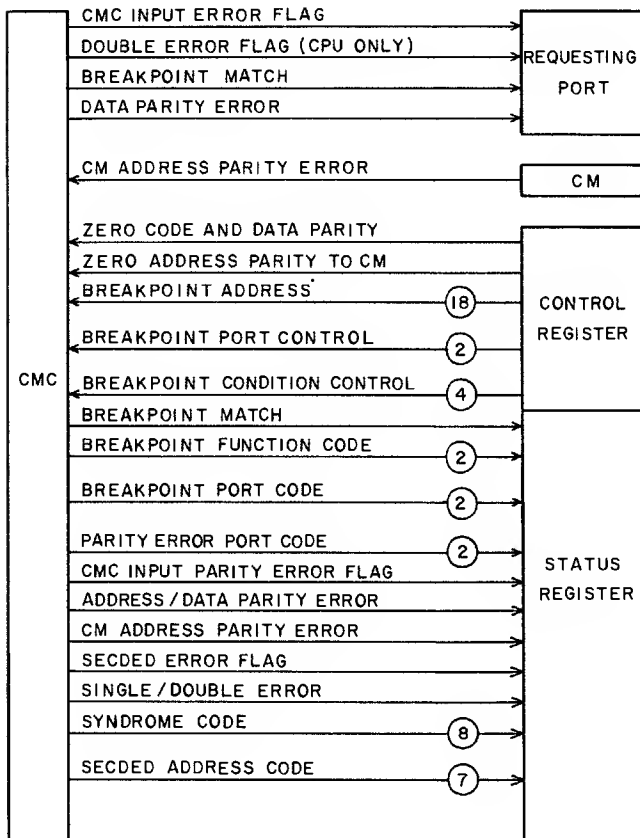 CMC INPUT ERROR FLAG
DOUBLE ERROR FLAG (CPU ONLY)
BREAKPOINT MATCH
DATA PARITY ERROR
REQUESTING
PORT
CM ADDRESS PARITY ERROR
CM
ZERO CODE AND DATA PARITY
ZERO ADDRESS PARITY TO CM
BREAKPOINT ADDRESS
18
BREAKPOINT PORT CONTROL
2
BREAKPOINT CONDITION CONTROL
4
CONTROL
REGISTER
CMC
BREAKPOINT MATCH
BREAKPOINT FUNCTION CODE
2
BREAKPOINT PORT CODE
2
PARITY ERROR PORT CODE
2
CMC INPUT PARITY ERROR FLAG
ADDRESS/DATA PARITY ERROR
CM ADDRESS PARITY ERROR
SECDED ERROR FLAG
SINGLE/DOUBLE ERROR
SYNDROME CODE
8
SECDED ADDRESS CODE
7
STATUS
REGISTER